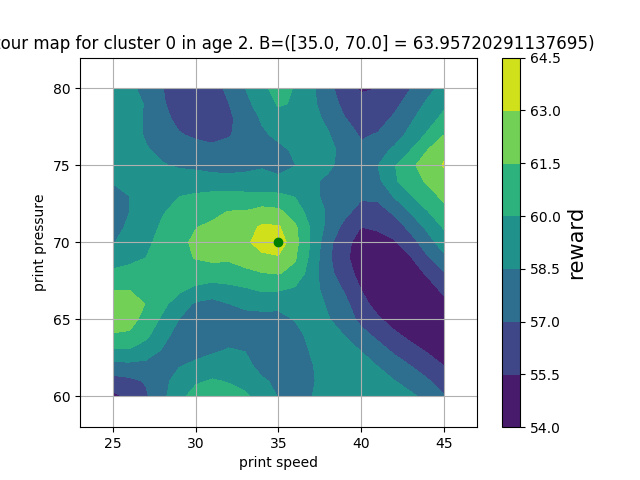 tour map for cluster 0 in age 2. B=([35.0, 70.0] = 63.95720291137695)
80
75
70
65
60
print pressure
25 30 35 40 45
print speed
64.5
63.0
61.5
60.0
58.5
57.0
55.5
54.0
reward